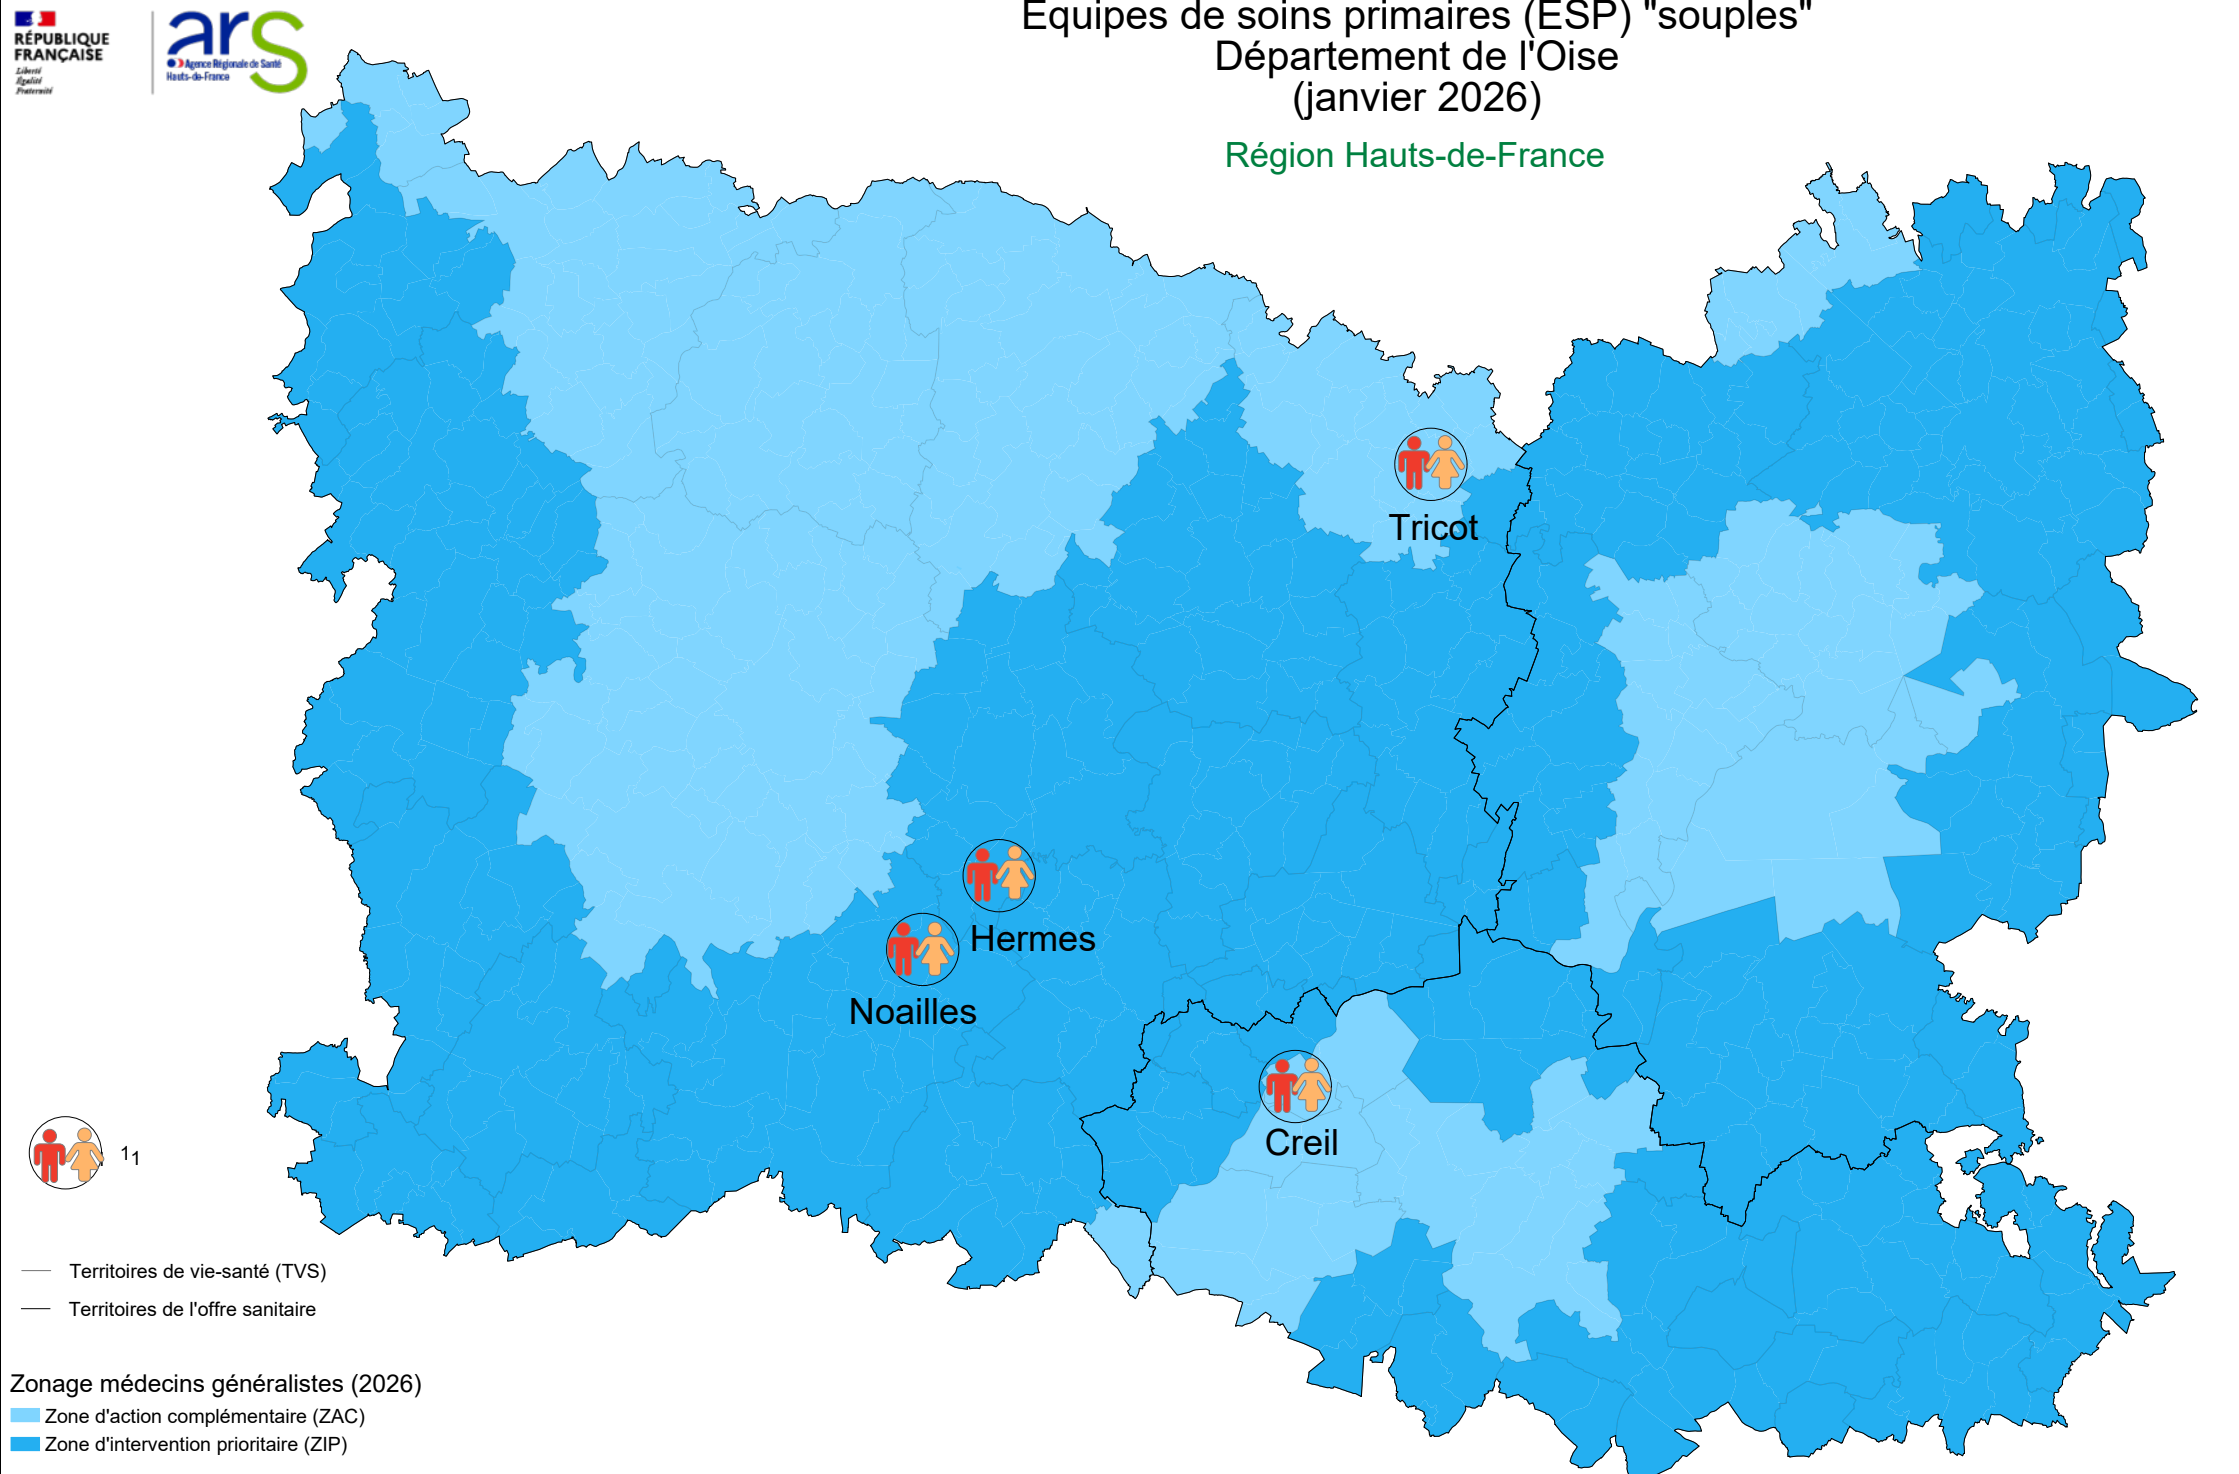 RÉPUBLIQUE
FRANÇAISE
Liberté
Égalité
Fraternité
ars
Agence Régionale de Santé
Hauts-de-France
Equipes de soins primaires (ESP) "souples"
Département de l'Oise
(janvier 2026)
Région Hauts-de-France
Tricot
Hermes
Noailles
Creil
1 1
Territoires de vie-santé (TVS)
Territoires de l'offre sanitaire
Zonage médecins généralistes (2026)
Zone d'action complémentaire (ZAC)
Zone d'intervention prioritaire (ZIP)